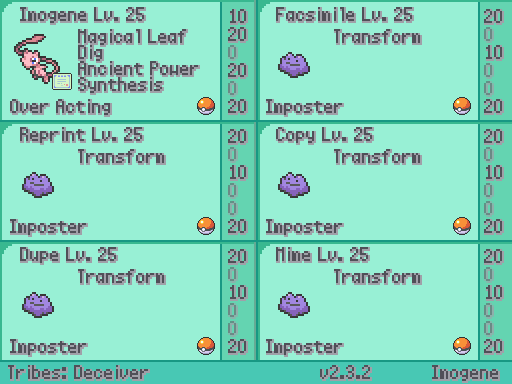 Imogene Lv. 25
10
Magical Leaf
20
Dig
0
Ancient Power
20
Synthesis
0
Over Acting
20
Facsimile Lv. 25
20
Transform
0
10
0
0
Imposter
20
Reprint Lv. 25
20
Transform
0
10
0
0
Imposter
20
Copy Lv. 25
20
Transform
0
10
0
0
Imposter
20
Dupe Lv. 25
20
Transform
0
10
0
0
Imposter
20
Mime Lv. 25
20
Transform
0
10
0
0
Imposter
20
Tribes: Deceiver
v2.3.2
Imogene